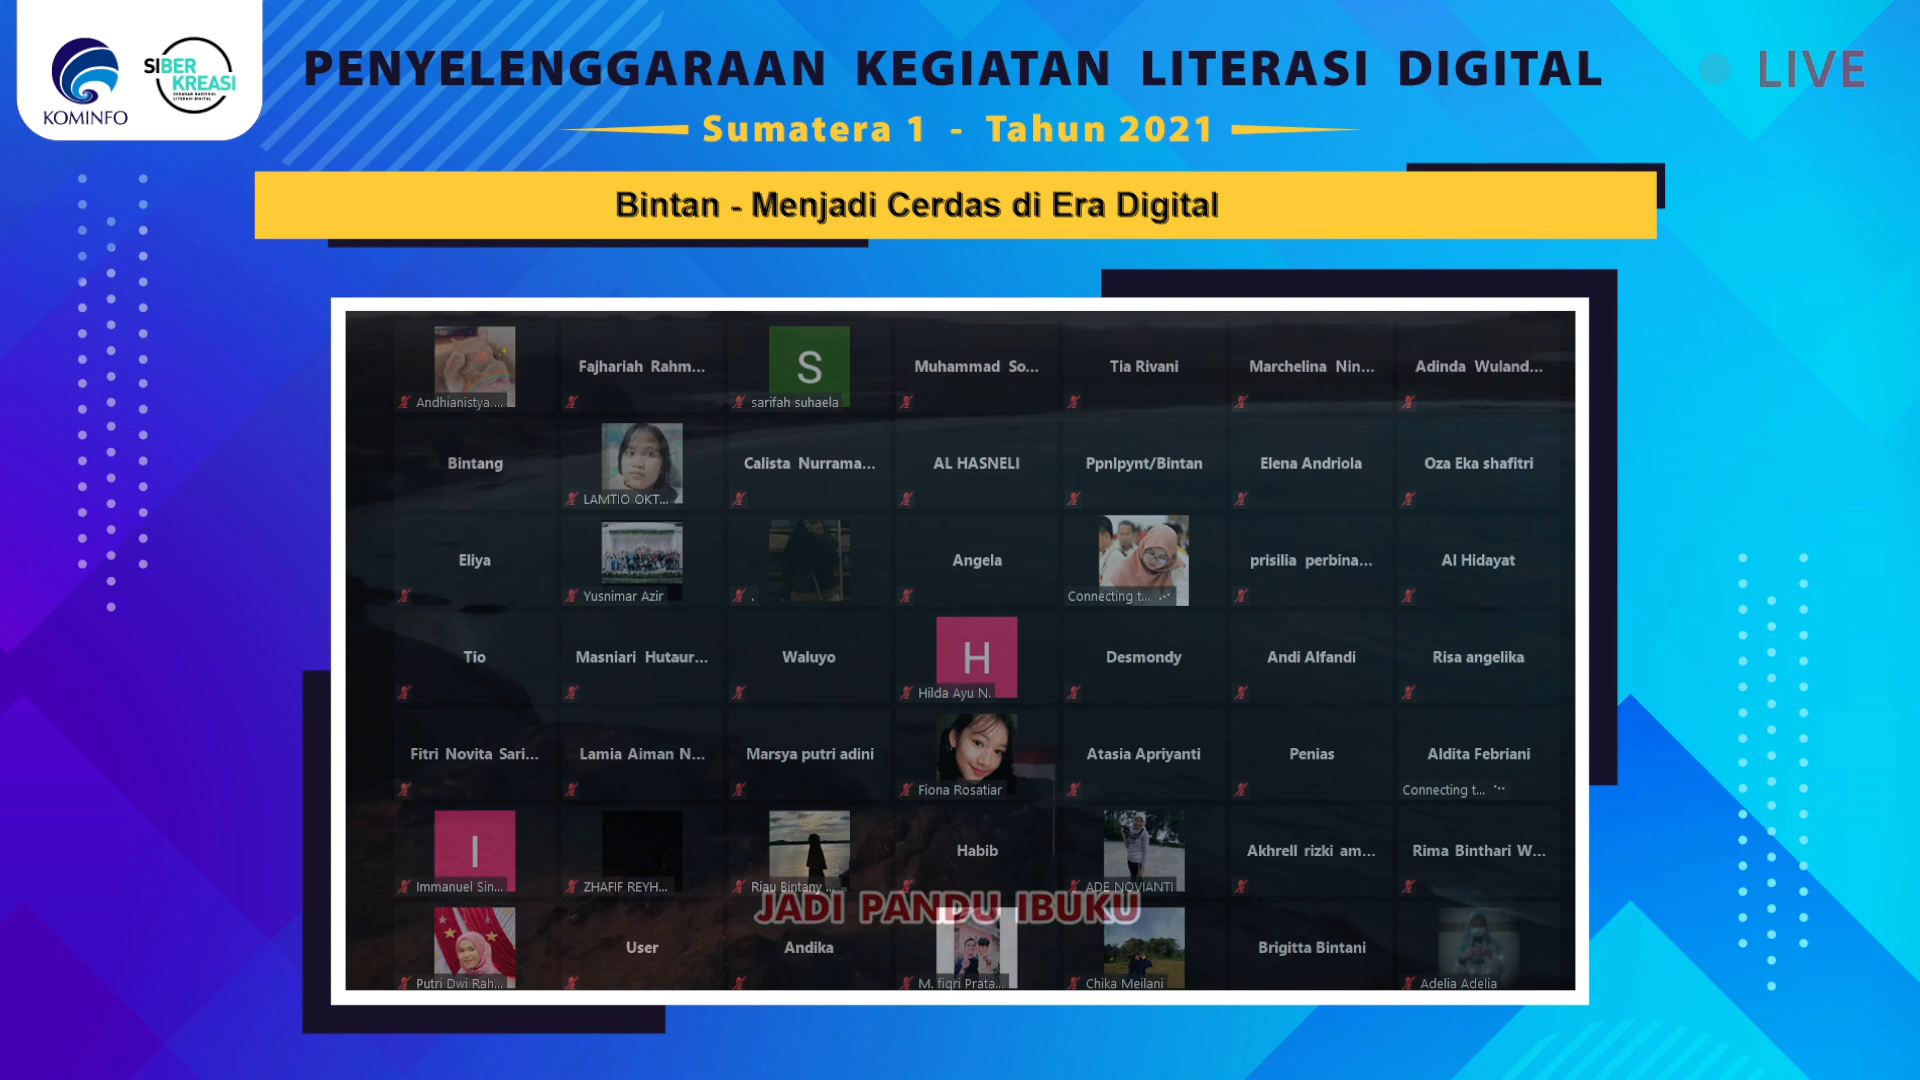 KOMINFO
SIBER
KREASI
PENYELENGGARAAN KEGIATAN LITERASI DIGITAL
LIVE
Sumatera 1 - Tahun 2021
Bintan - Menjadi Cerdas di Era Digital
Andhianistya ...
Fajhariah Rahm...
S
sarifah suhaela
Muhammad So...
Tia Rivani
Marchelina Nin...
Adinda Wuland...
Bintang
LAMTIO OKT...
Calista Nurrama...
AL HASNELI
Ppnlpynt/Bintan
Elena Andriola
Oza Eka shafitri
Eliya
Yusnimar Azir
.
Angela
Connecting t...
prisilia perbina...
Al Hidayat
Tio
Masniari Hutaur...
Waluyo
H
Hilda Ayu N.
Desmondy
Andi Alfandi
Risa angelika
Fitri Novita Sari...
Lamia Aiman N...
Marsya putri adini
Fiona Rosatiar
Atasia Apriyanti
Penias
Aldita Febriani
Connecting t...
I
Immanuel Sin...
ZHAFIF REYH...
Riau Bintany ...
Habib
ADE NOVIANTI
Akhrell rizki am...
Rima Binthari W...
JADI PANDU IBUKU
Putri Dwi Rah...
User
Andika
M. fiqri Prata...
Chika Meilani
Brigitta Bintani
Adelia Adelia